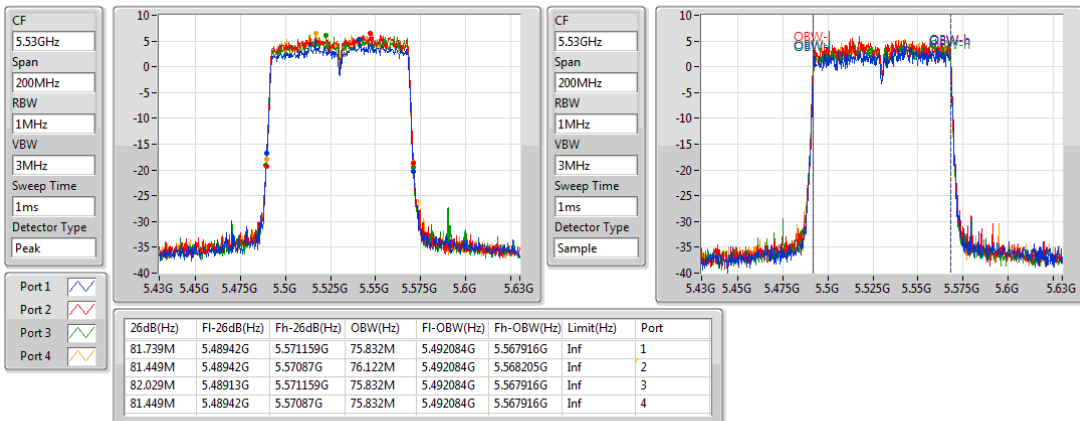 CF
5.53GHz
Span
200MHz
RBW
1MHz
VBW
3MHz
Sweep Time
1ms
Detector Type
Peak
10
5
0
-5
-10
-15
-20
-25
-30
-35
-40
5.43G 5.45G 5.475G 5.5G 5.525G 5.55G 5.575G 5.6G 5.63G
CF
5.53GHz
Span
200MHz
RBW
1MHz
VBW
3MHz
Sweep Time
1ms
Detector Type
Sample
10
5
0
-5
-10
-15
-20
-25
-30
-35
-40
OBW-l OBW-h
5.43G 5.45G 5.475G 5.5G 5.525G 5.55G 5.575G 5.6G 5.63G
Port 1
Port 2
Port 3
Port 4
26dB(Hz) Fl-26dB(Hz) Fh-26dB(Hz) OBW(Hz) Fl-OBW(Hz) Fh-OBW(Hz) Limit(Hz) Port
81.739M 5.48942G 5.571159G 75.832M 5.492084G 5.567916G Inf 1
81.449M 5.48942G 5.57087G 76.122M 5.492084G 5.568205G Inf 2
82.029M 5.48913G 5.571159G 75.832M 5.492084G 5.567916G Inf 3
81.449M 5.48942G 5.57087G 75.832M 5.492084G 5.567916G Inf 4